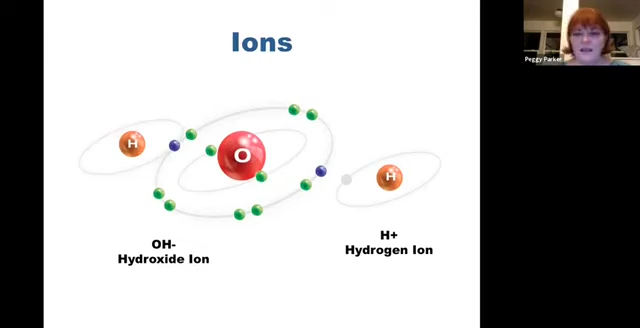 Ions
Peggy Parker
H
O
H
OH-
Hydroxide Ion
H+
Hydrogen Ion